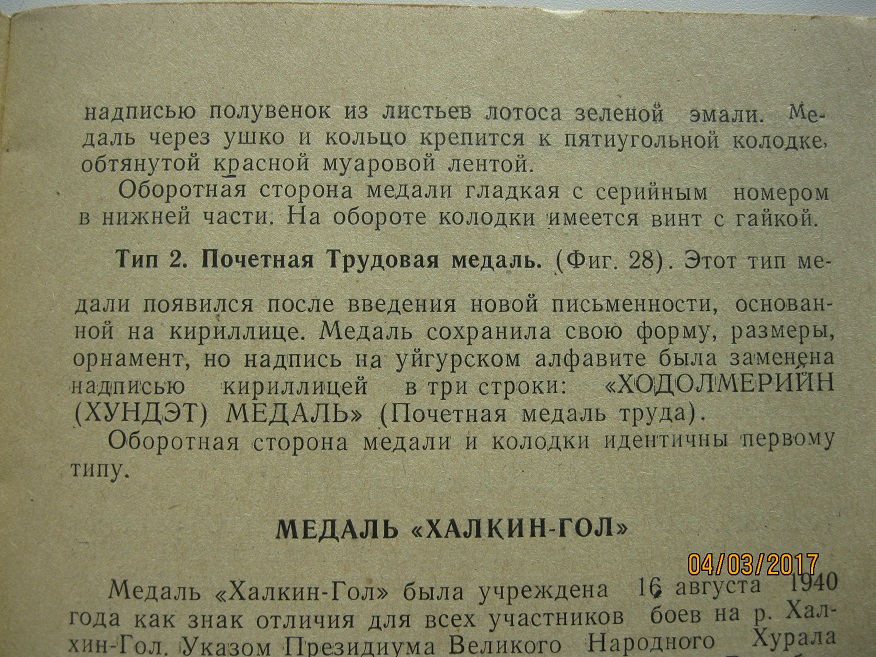 надписью полувенок из листьев лотоса зеленой эмали. Ме-
даль через ушко и кольцо крепится к пятиугольной колодке,
обтянутой красной муаровой лентой.
Оборотная сторона медали гладкая с серийным номером
в нижней части. На обороте колодки имеется винт с гайкой.
Тип 2. Почетная Трудовая медаль. (Фиг. 28). Этот тип ме-
дали появился после введения новой письменности, основан-
ной на кириллице. Медаль сохранила свою форму, размеры,
орнамент, но надпись на уйгурском алфавите была заменена
надписью кириллицей в три строки: «ХОДОЛМЕРИЙН
(ХУНДЭТ) МЕДАЛЬ» (Почетная медаль труда).
Оборотная сторона медали и колодки идентичны первому
типу.
МЕДАЛЬ «ХАЛКИН-ГОЛ»
04/03/2017
Медаль «Халкин-Гол» была учреждена 16 августа 1940
года как знак отличия для всех участников боев на р. Хал-
хин-Гол. Указом Президиума Великого Народного Хурала